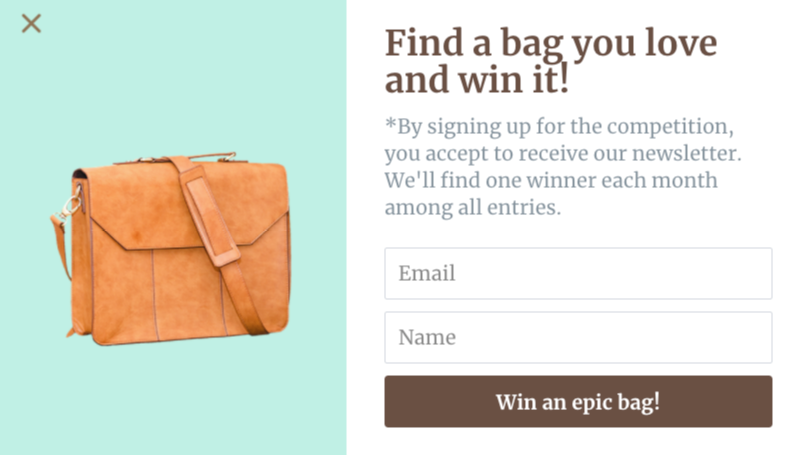 Find a bag you love
and win it!
*By signing up for the competition,
you accept to receive our newsletter.
We'll find one winner each month
among all entries.
Email
Name
Win an epic bag!